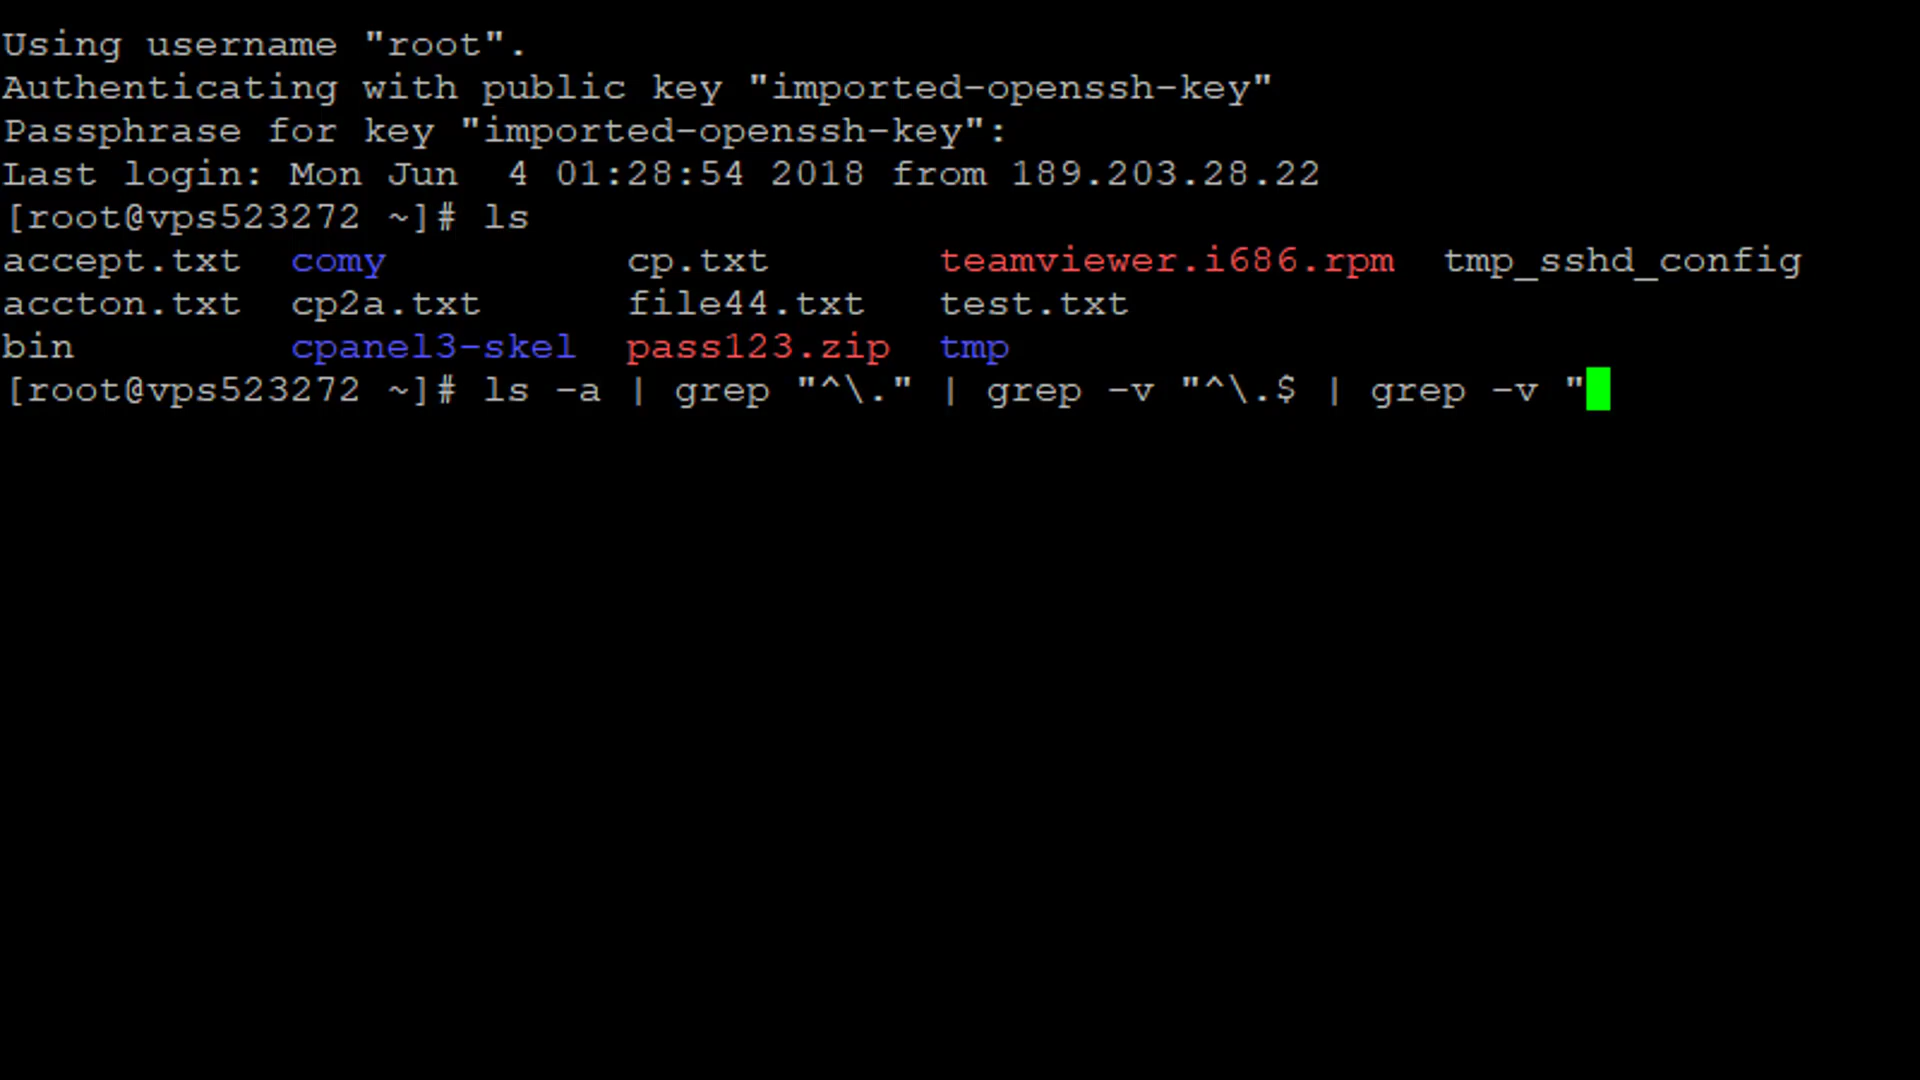 Using username "root".
Authenticating with public key "imported-openssh-key"
Passphrase for key "imported-openssh-key":
Last login: Mon Jun  4 01:28:54 2018 from 189.203.28.22
[root@vps523272 ~]# ls
accept.txt  comy          cp.txt       teamviewer.i686.rpm  tmp_sshd_config
accton.txt  cp2a.txt      file44.txt   test.txt
bin         cpanel3-skel  pass123.zip  tmp
[root@vps523272 ~]# ls -a | grep "^\." | grep -v "^\.$ | grep -v "